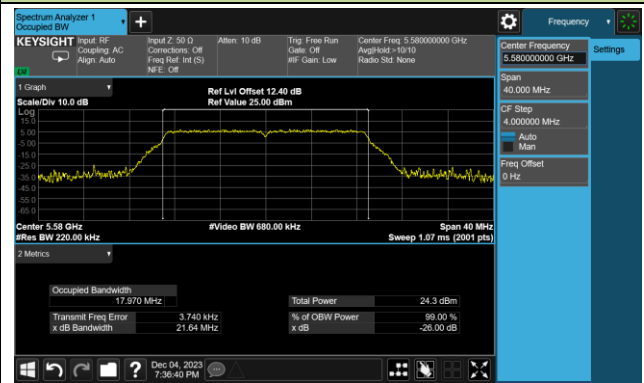 Spectrum Analyzer 1
Occupied BW
Frequency
KEYSIGHT
Input: RF
Coupling: AC
Align: Auto
Input Z: 50 Ω
Corrections: Off
Freq Ref: Int (S)
NFE: Off
Atten: 10 dB
Trig: Free Run
Gate: Off
#IF Gain: Low
Center Freq: 5.580000000 GHz
Avg|Hold:>10/10
Radio Std: None
LW
Center Frequency
5.580000000 GHz
Settings
Span
40.000 MHz
CF Step
4.000000 MHz
Auto
Man
Freq Offset
0 Hz
1 Graph
Scale/Div 10.0 dB
Ref Lvl Offset 12.40 dB
Ref Value 25.00 dBm
Log
15.0
5.00
-5.00
-15.0
-25.0
-35.0
-45.0
-55.0
-65.0
Center 5.58 GHz
#Video BW 680.00 kHz
Span 40 MHz
#Res BW 220.00 kHz
Sweep 1.07 ms (2001 pts)
2 Metrics
Occupied Bandwidth
17.970 MHz
Total Power
24.3 dBm
Transmit Freq Error
3.740 kHz
% of OBW Power
99.00 %
x dB Bandwidth
21.64 MHz
x dB
-26.00 dB
?
Dec 04, 2023
7:36:40 PM